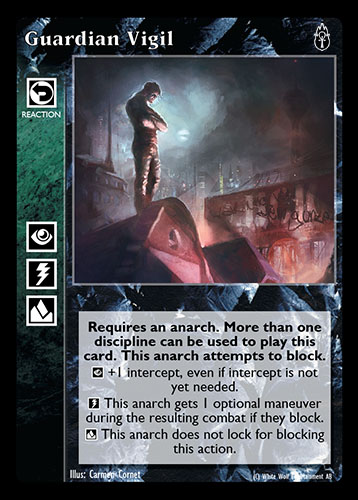 Guardian Vigil
REACTION
Requires an anarch. More than one
discipline can be used to play this
card. This anarch attempts to block.
+1 intercept, even if intercept is not
yet needed.
This anarch gets 1 optional maneuver
during the resulting combat if they block.
This anarch does not lock for blocking
this action.
Illus: Carmen Cornet
(C) White Wolf Entertainment AB